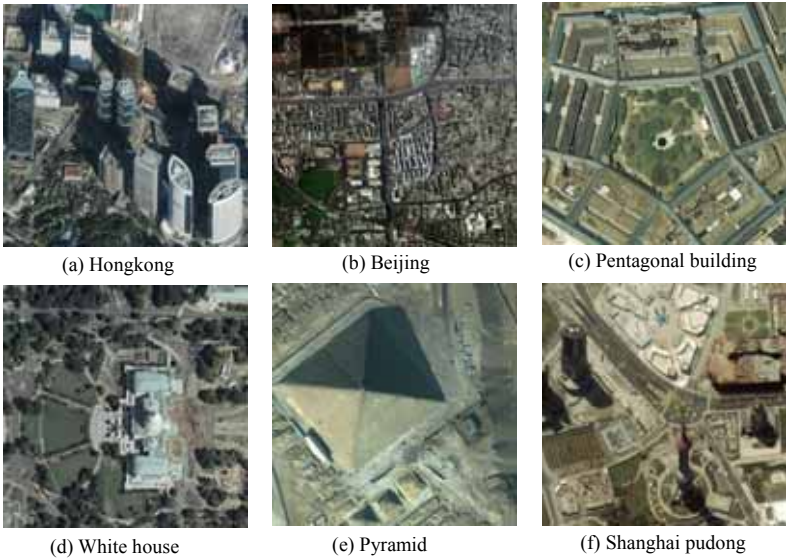 (a) Hongkong
(b) Beijing
(c) Pentagonal building
(d) White house
(e) Pyramid
(f) Shanghai pudong